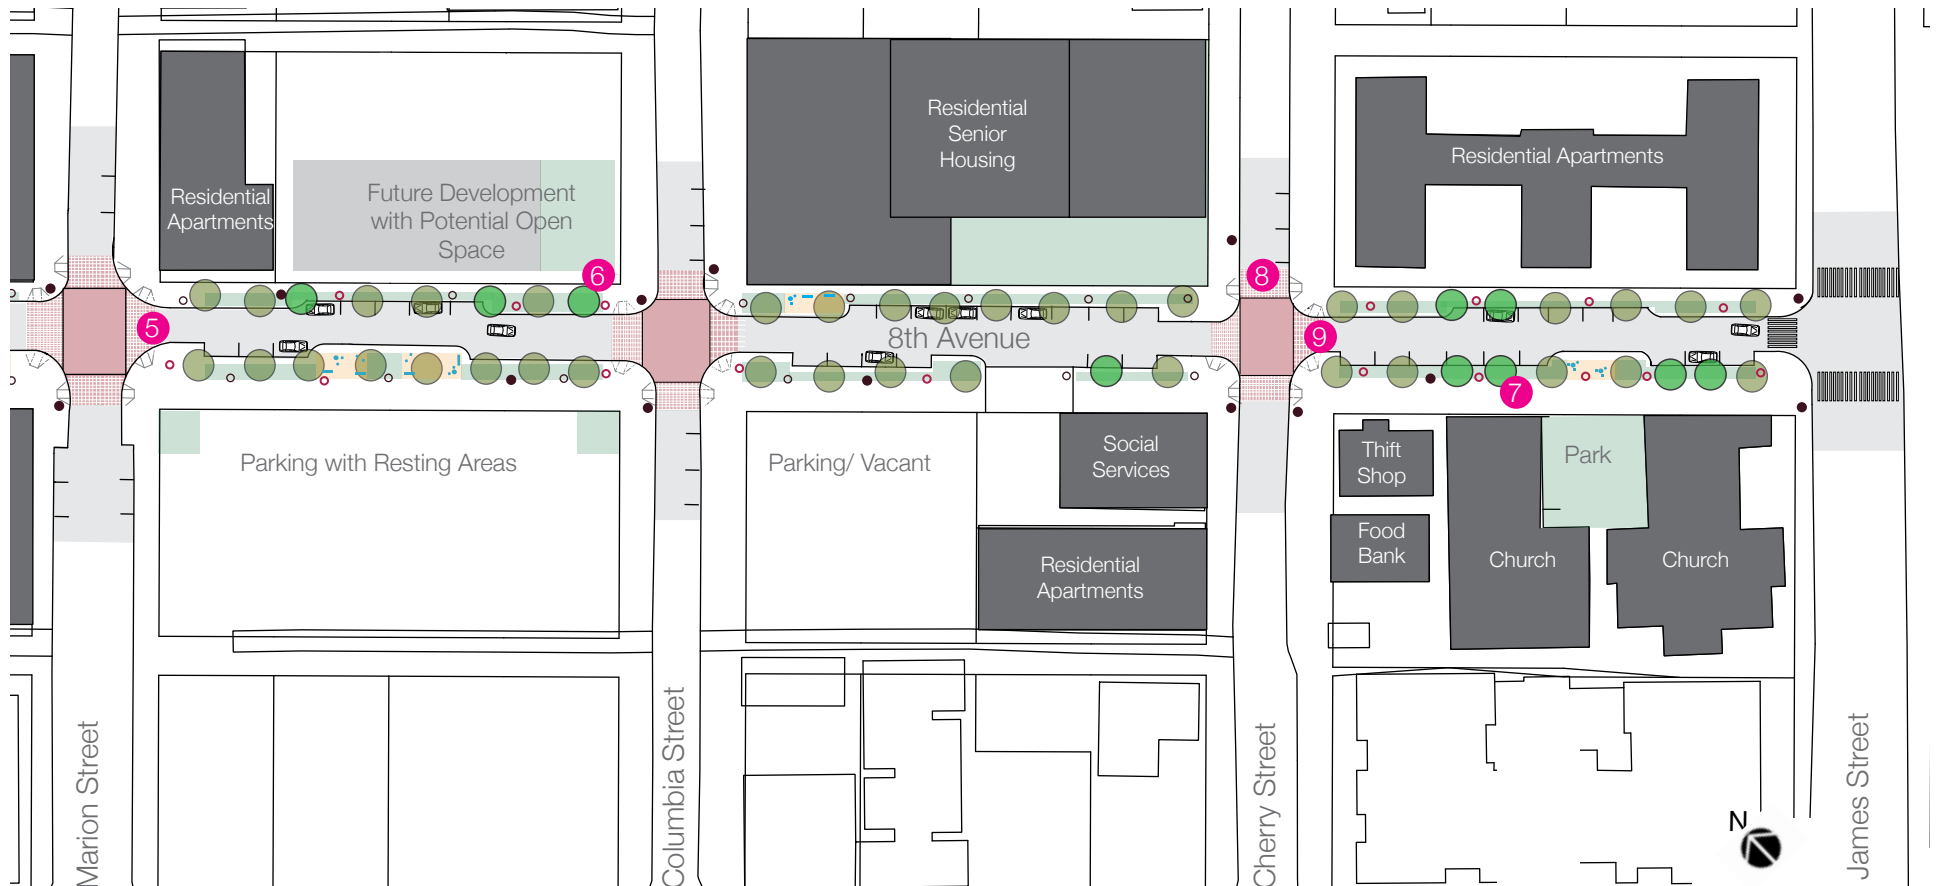 Residential
Senior
Housing
Residential Apartments
Residential
Apartments
Future Development
with Potential Open
Space
6
8
5
8th Avenue
9
7
Parking with Resting Areas
Parking/ Vacant
Social
Services
Thift
Shop
Park
Food
Bank
Church
Church
Residential
Apartments
Marion Street
Columbia Street
Cherry Street
James Street
N